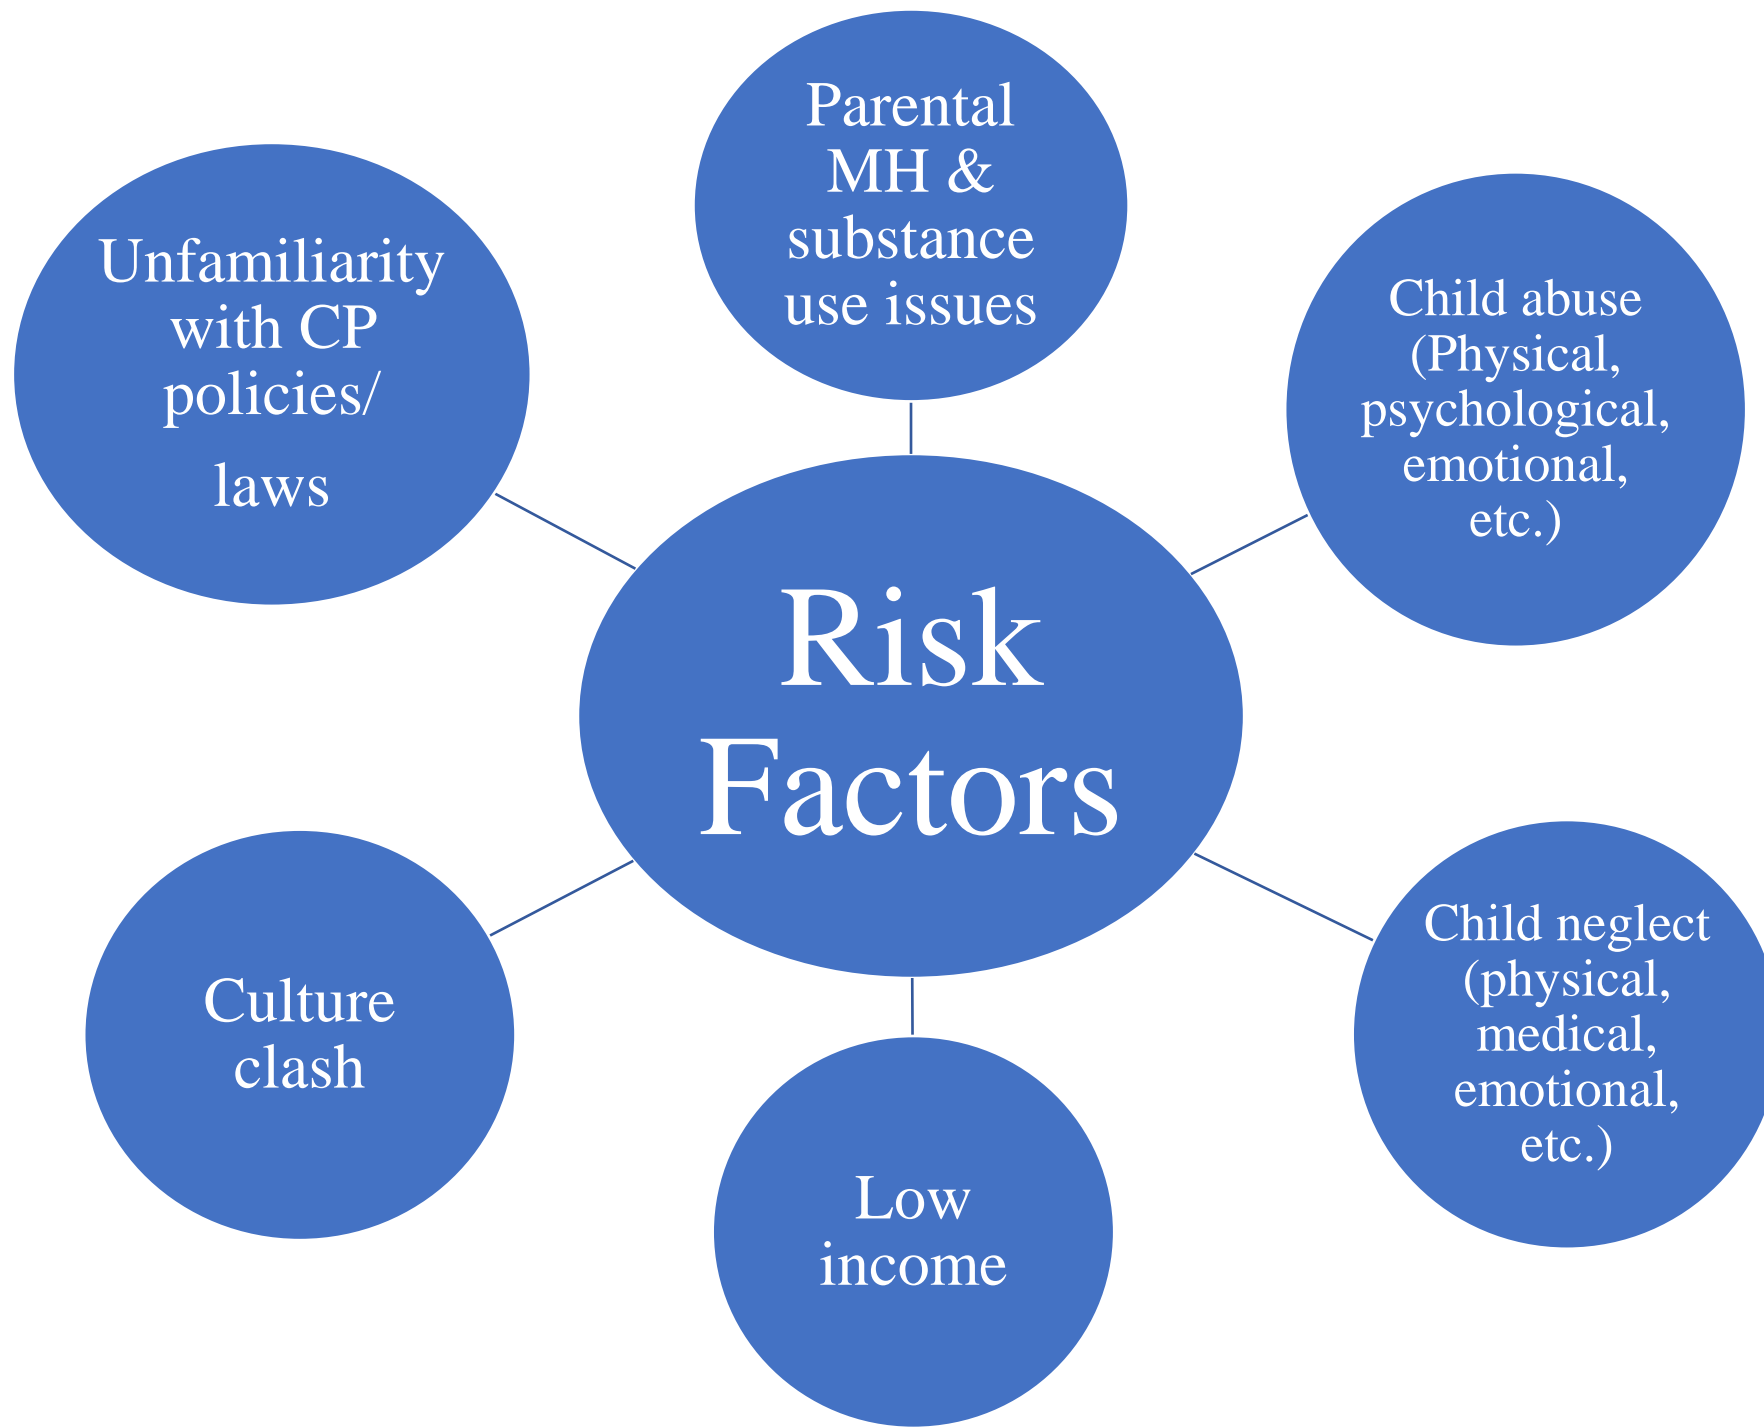 Parental
MH &
substance
use issues
Unfamiliarity
with CP
policies/
laws
Child abuse
(Physical,
psychological,
emotional,
etc.)
Risk
Factors
Culture
clash
Child neglect
(physical,
medical,
emotional,
etc.)
Low
income